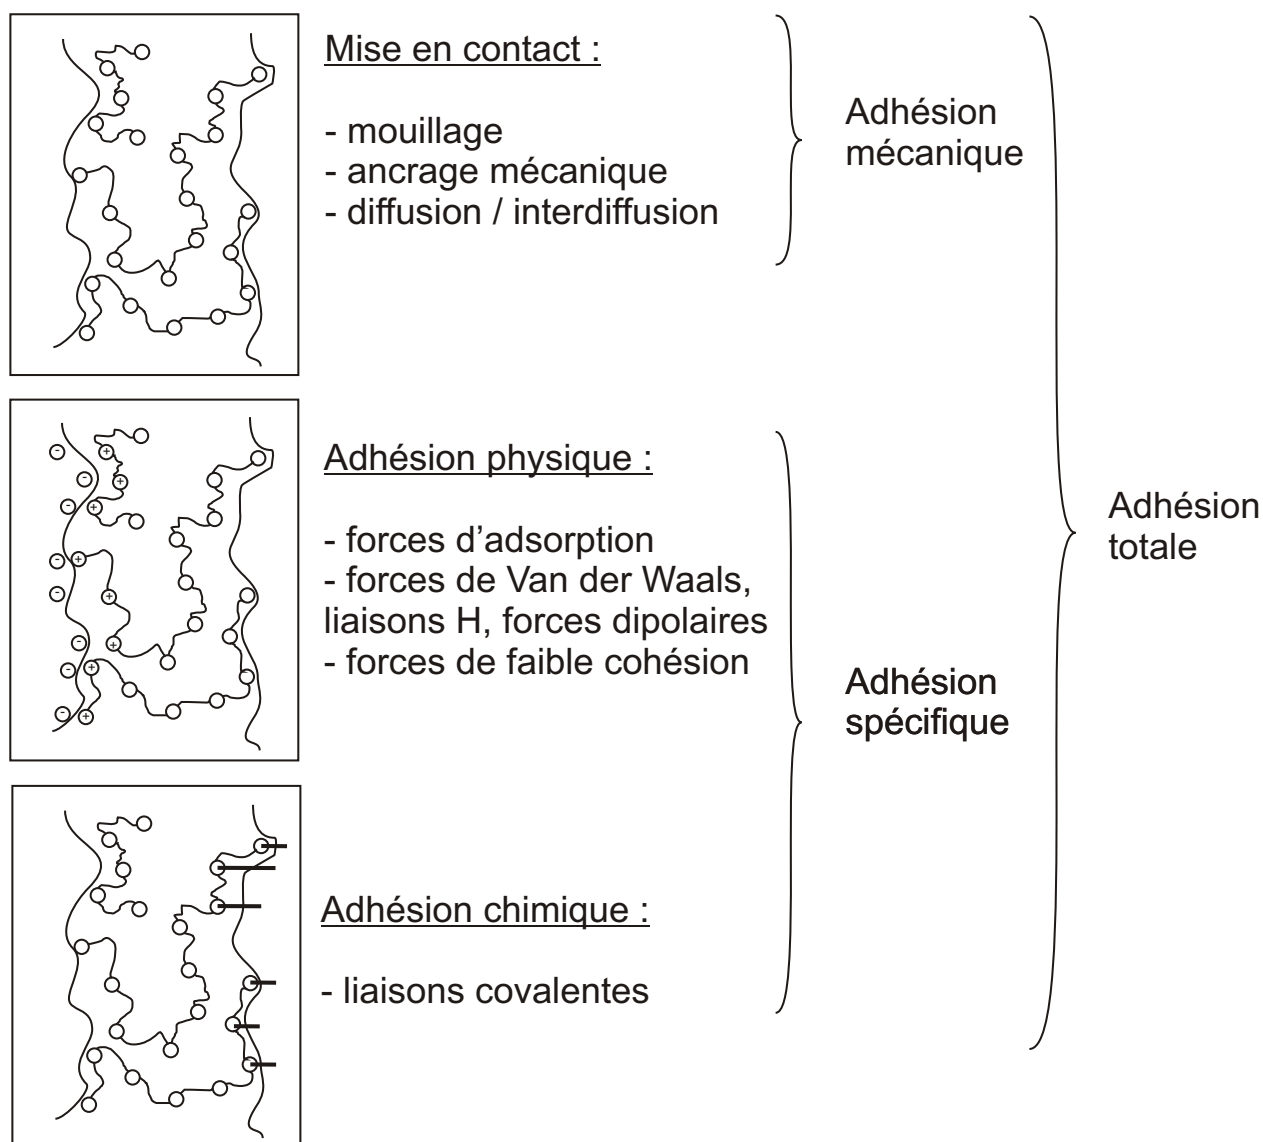 Mise en contact :
- mouillage
- ancrage mécanique
- diffusion / interdiffusion
Adhésion
mécanique
Adhésion physique :
- forces d’adsorption
- forces de Van der Waals,
liaisons H, forces dipolaires
- forces de faible cohésion
Adhésion chimique :
- liaisons covalentes
Adhésion
spécifique
Adhésion
totale